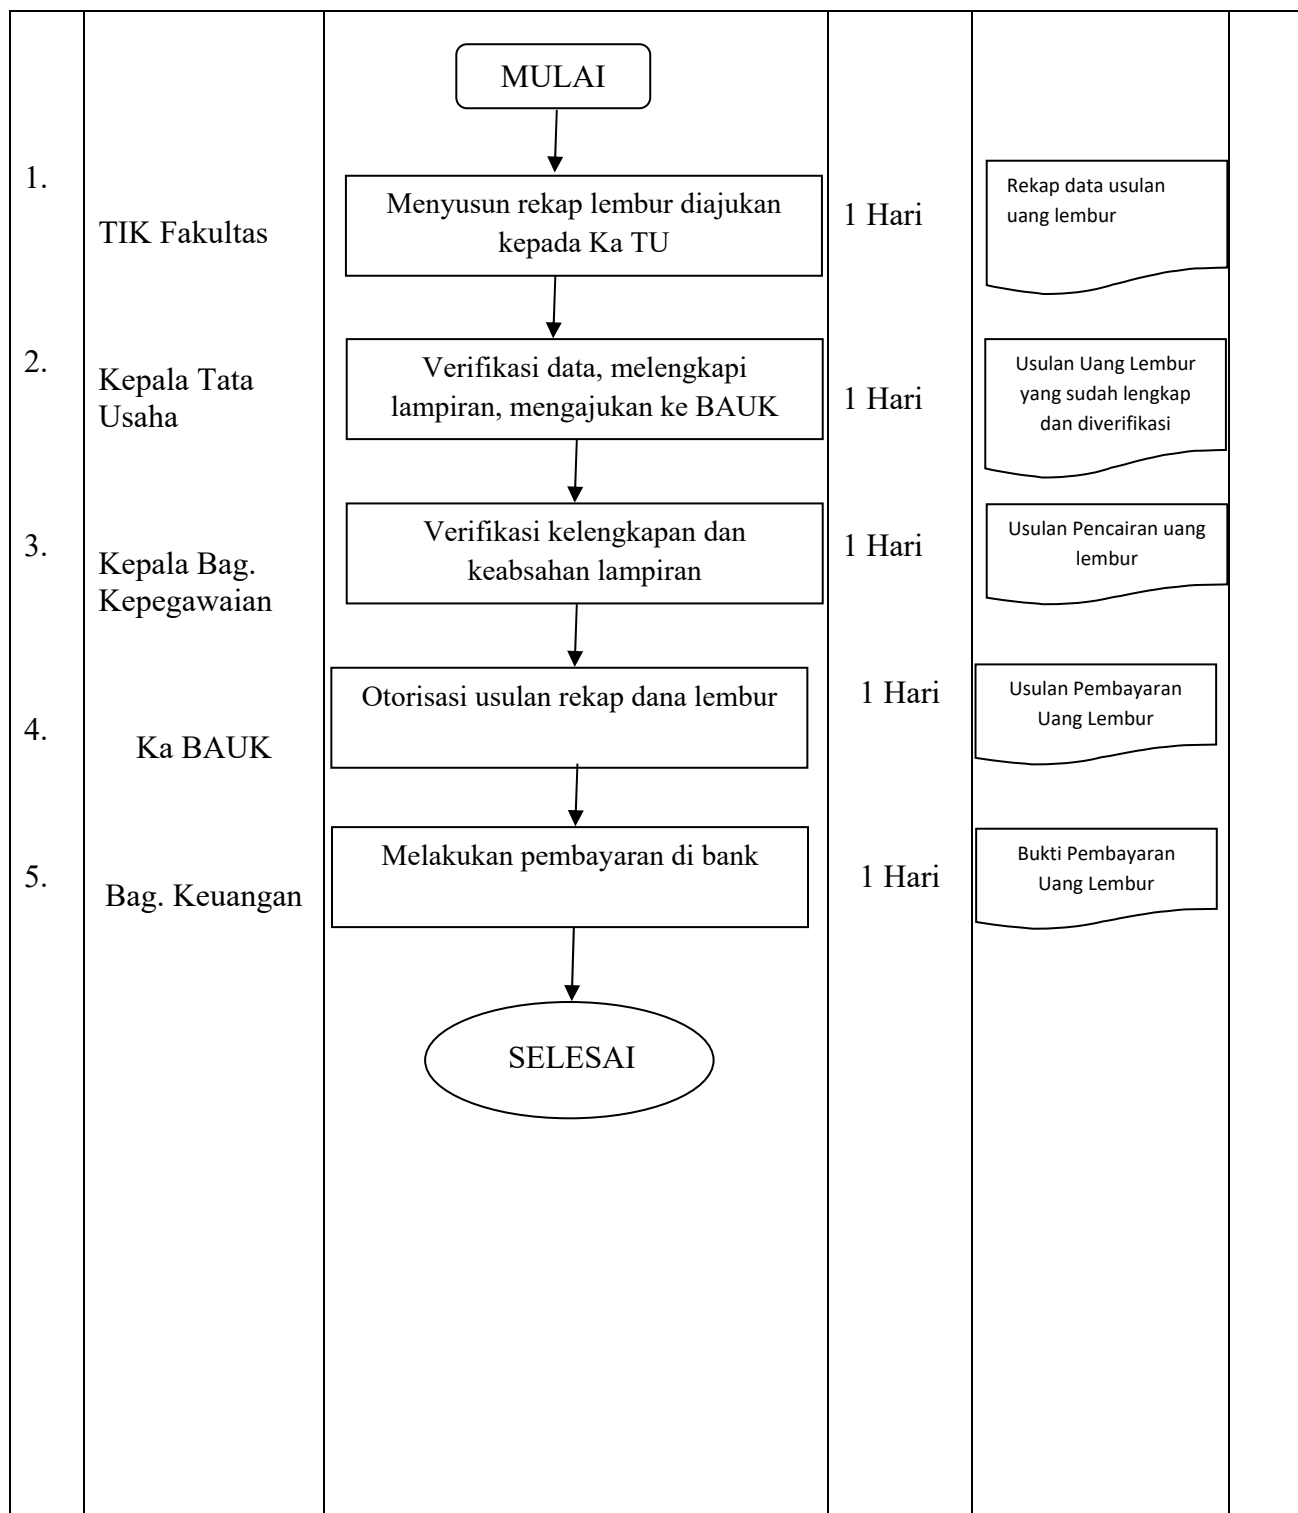 MULAI
1.
TIK Fakultas
Menyusun rekap lembur diajukan
kepada Ka TU
1 Hari
Rekap data usulan
uang lembur
2.
Kepala Tata
Usaha
Verifikasi data, melengkapi
lampiran, mengajukan ke BAUK
1 Hari
Usulan Uang Lembur
yang sudah lengkap
dan diverifikasi
3.
Kepala Bag.
Kepegawaian
Verifikasi kelengkapan dan
keabsahan lampiran
1 Hari
Usulan Pencairan uang
lembur
4.
Ka BAUK
Otorisasi usulan rekap dana lembur
1 Hari
Usulan Pembayaran
Uang Lembur
5.
Bag. Keuangan
Melakukan pembayaran di bank
1 Hari
Bukti Pembayaran
Uang Lembur
SELESAI